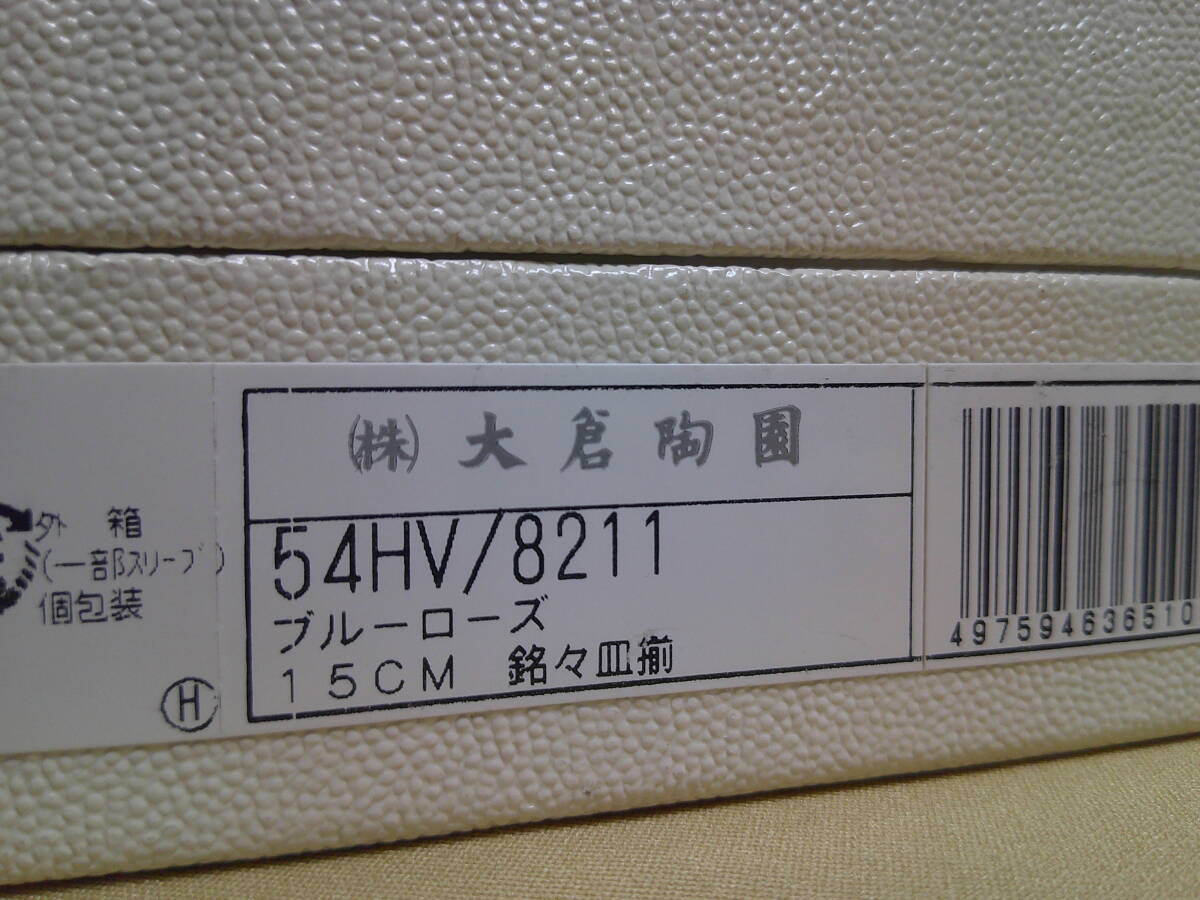 外 箱
(一部スリーブ)
個包装
H
㈱ 大倉陶園
54HV/8211
ブルーローズ
15CM 銘々皿揃
497594636510